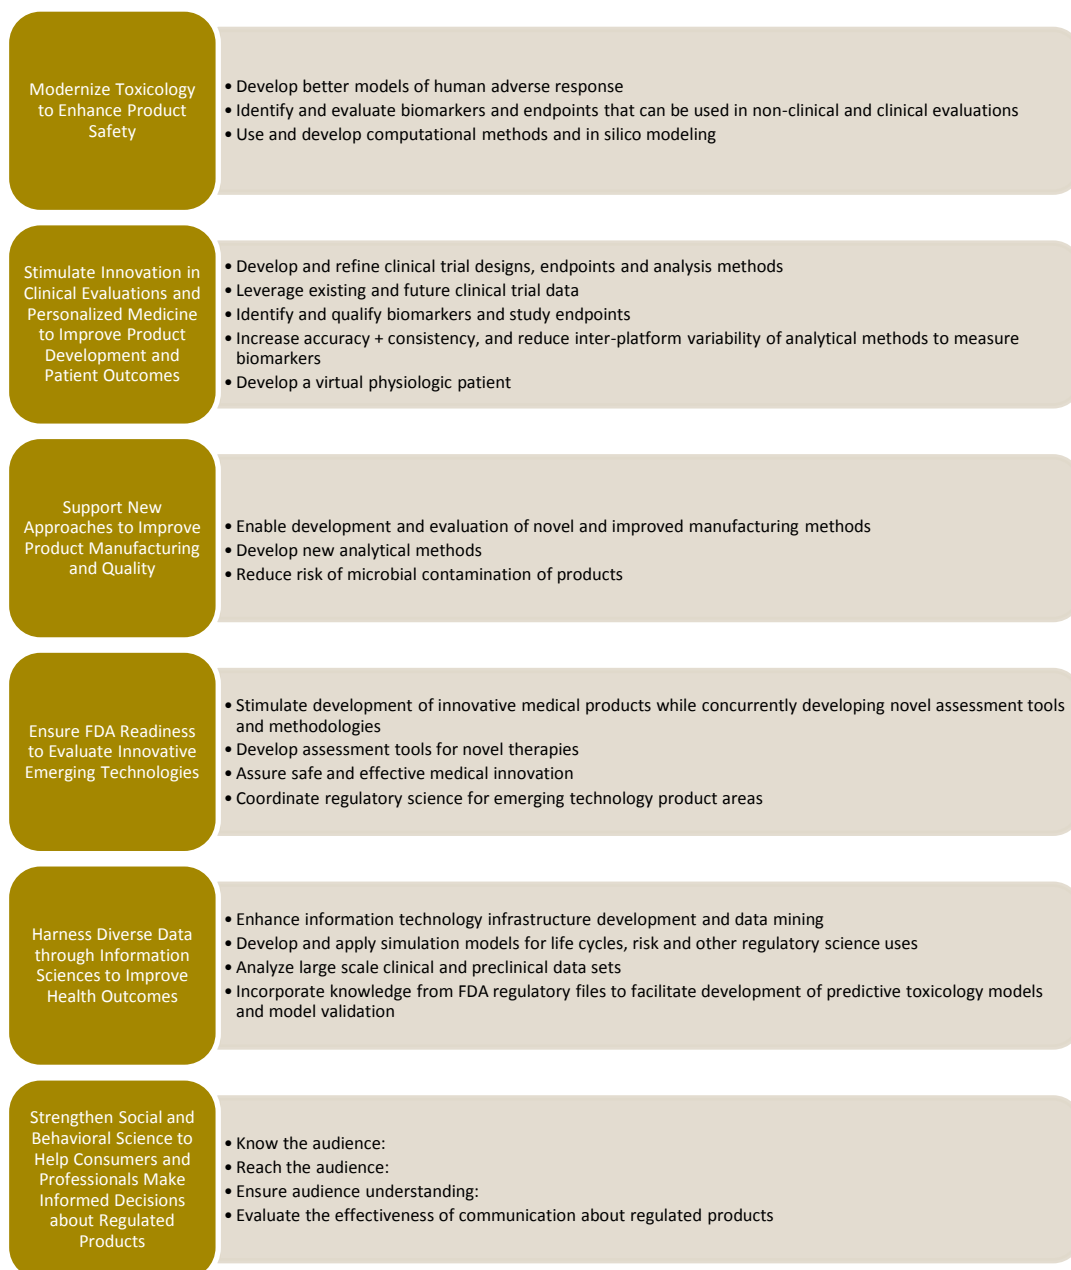 Modernize Toxicology
to Enhance Product
Safety
• Develop better models of human adverse response
• Identify and evaluate biomarkers and endpoints that can be used in non-clinical and clinical evaluations
• Use and develop computational methods and in silico modeling
Stimulate Innovation in
Clinical Evaluations and
Personalized Medicine
to Improve Product
Development and
Patient Outcomes
• Develop and refine clinical trial designs, endpoints and analysis methods
• Leverage existing and future clinical trial data
• Identify and qualify biomarkers and study endpoints
• Increase accuracy + consistency, and reduce inter-platform variability of analytical methods to measure
biomarkers
• Develop a virtual physiologic patient
Support New
Approaches to Improve
Product Manufacturing
and Quality
• Enable development and evaluation of novel and improved manufacturing methods
• Develop new analytical methods
• Reduce risk of microbial contamination of products
Ensure FDA Readiness
to Evaluate Innovative
Emerging Technologies
• Stimulate development of innovative medical products while concurrently developing novel assessment tools
and methodologies
• Develop assessment tools for novel therapies
• Assure safe and effective medical innovation
• Coordinate regulatory science for emerging technology product areas
Harness Diverse Data
through Information
Sciences to Improve
Health Outcomes
• Enhance information technology infrastructure development and data mining
• Develop and apply simulation models for life cycles, risk and other regulatory science uses
• Analyze large scale clinical and preclinical data sets
• Incorporate knowledge from FDA regulatory files to facilitate development of predictive toxicology models
and model validation
Strengthen Social and
Behavioral Science to
Help Consumers and
Professionals Make
Informed Decisions
about Regulated
Products
• Know the audience:
• Reach the audience:
• Ensure audience understanding:
• Evaluate the effectiveness of communication about regulated products